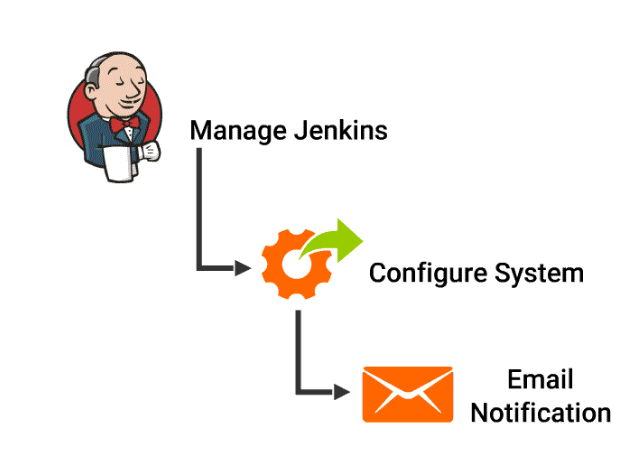 Manage Jenkins
Configure System
Email
Notification